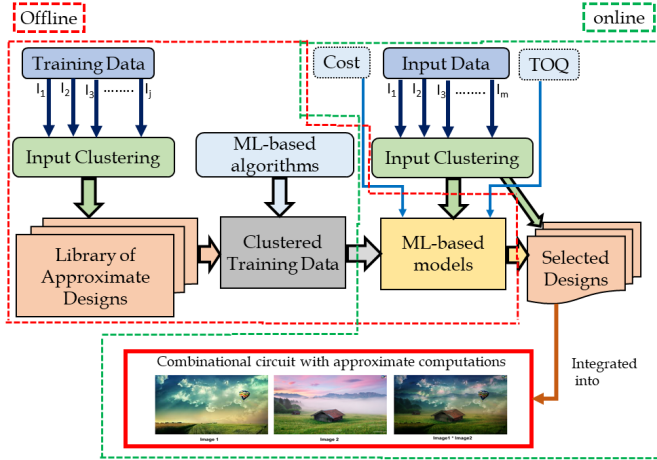 Offline
online
Training Data
Cost
Input Data
TOQ
I1 I2 I3 ........ Ij
I1 I2 I3 ........ Im
Input Clustering
ML-based
algorithms
Input Clustering
Library of
Approximate
Designs
Clustered
Training Data
ML-based
models
Selected
Designs
Combinational circuit with approximate computations
Integrated
into
Image 1
Image 2
Image1 * Image2